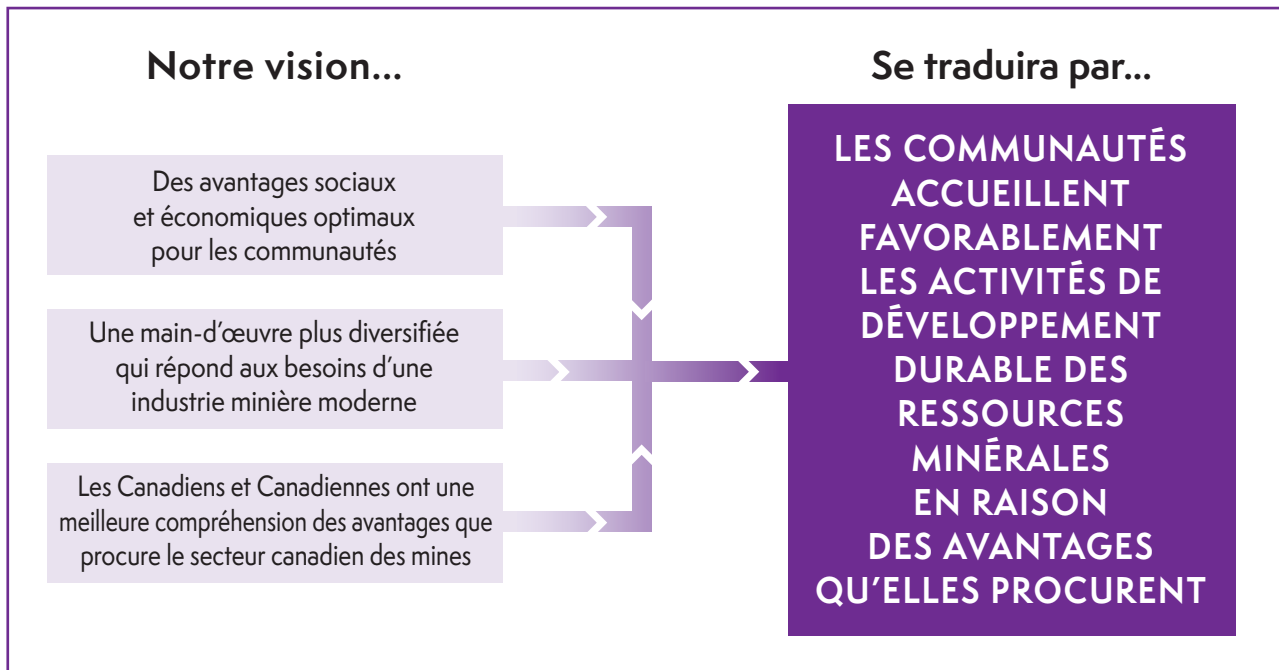 Notre vision...
Des avantages sociaux
et économiques optimaux
pour les communautés
Une main-d'œuvre plus diversifiée
qui répond aux besoins d'une
industrie minière moderne
Les Canadiens et Canadiennes ont une
meilleure compréhension des avantages que
procure le secteur canadien des mines
Se traduira par...
LES COMMUNAUTÉS
ACCUEILLENT
FAVORABLEMENT
LES ACTIVITÉS DE
DÉVELOPPEMENT
DURABLE DES
RESSOURCES
MINÉRALES
EN RAISON
DES AVANTAGES
QU'ELLES PROCURENT